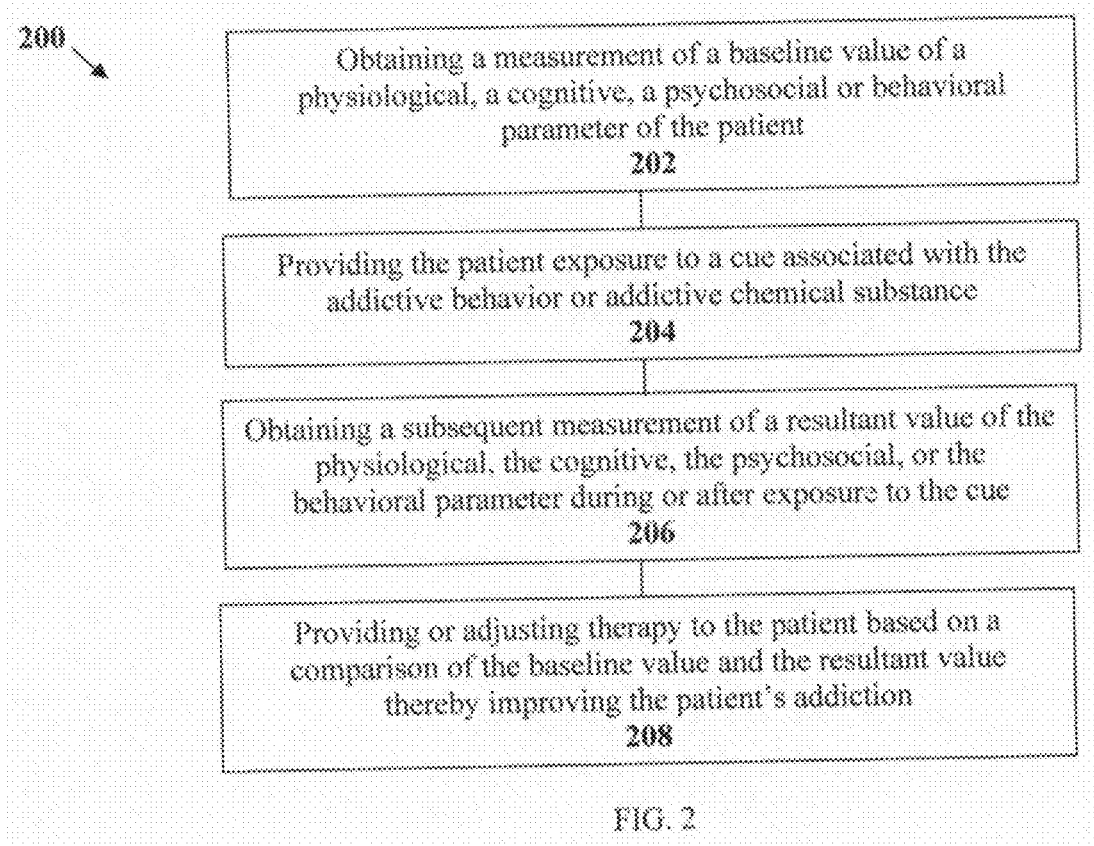 200
Obtaining a measurement of a baseline value of a
physiological, a cognitive, a psychosocial or behavioral
parameter of the patient
202
Providing the patient exposure to a cue associated with the
addictive behavior or addictive chemical substance
204
Obtaining a subsequent measurement of a resultant value of the
physiological, the cognitive, the psychosocial, or the
behavioral parameter during or after exposure to the cue
206
Providing or adjusting therapy to the patient based on a
comparison of the baseline value and the resultant value
thereby improving the patient's addiction
208
FIG. 2